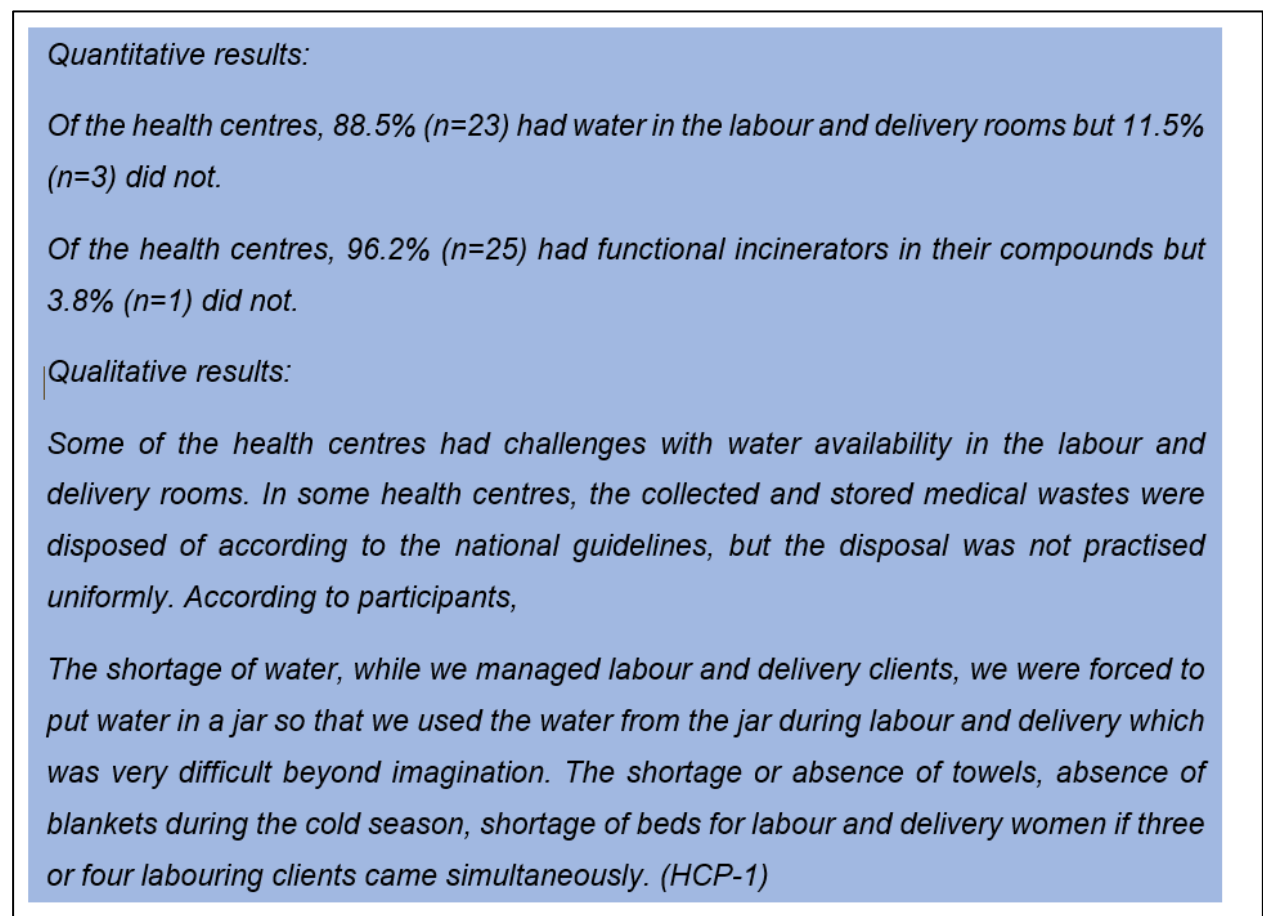 Quantitative results:
Of the health centres, 88.5% (n=23) had water in the labour and delivery rooms but 11.5%
(n=3) did not.
Of the health centres, 96.2% (n=25) had functional incinerators in their compounds but
3.8% (n=1) did not.
Qualitative results:
Some of the health centres had challenges with water availability in the labour and
delivery rooms. In some health centres, the collected and stored medical wastes were
disposed of according to the national guidelines, but the disposal was not practised
uniformly. According to participants,
The shortage of water, while we managed labour and delivery clients, we were forced to
put water in a jar so that we used the water from the jar during labour and delivery which
was very difficult beyond imagination. The shortage or absence of towels, absence of
blankets during the cold season, shortage of beds for labour and delivery women if three
or four labouring clients came simultaneously. (HCP-1)